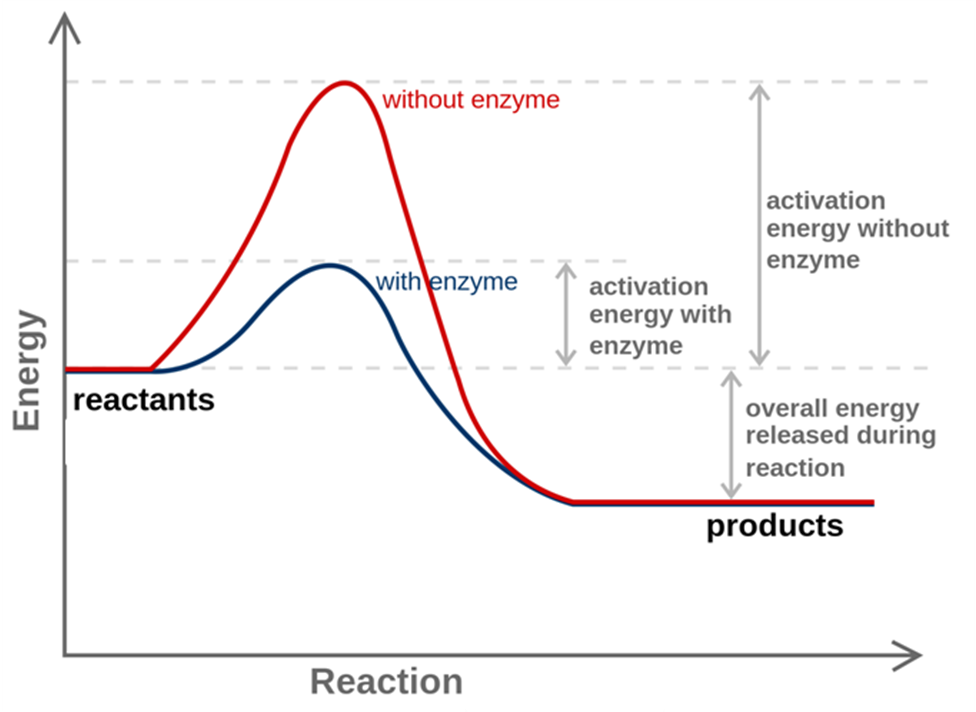 without enzyme
activation
energy without
enzyme
with enzyme
activation
energy with
enzyme
Energy
reactants
overall energy
released during
reaction
products
Reaction